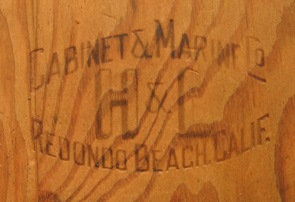 CABINET & MARINE CO
H & E
REDONDO BEACH, CALIF.